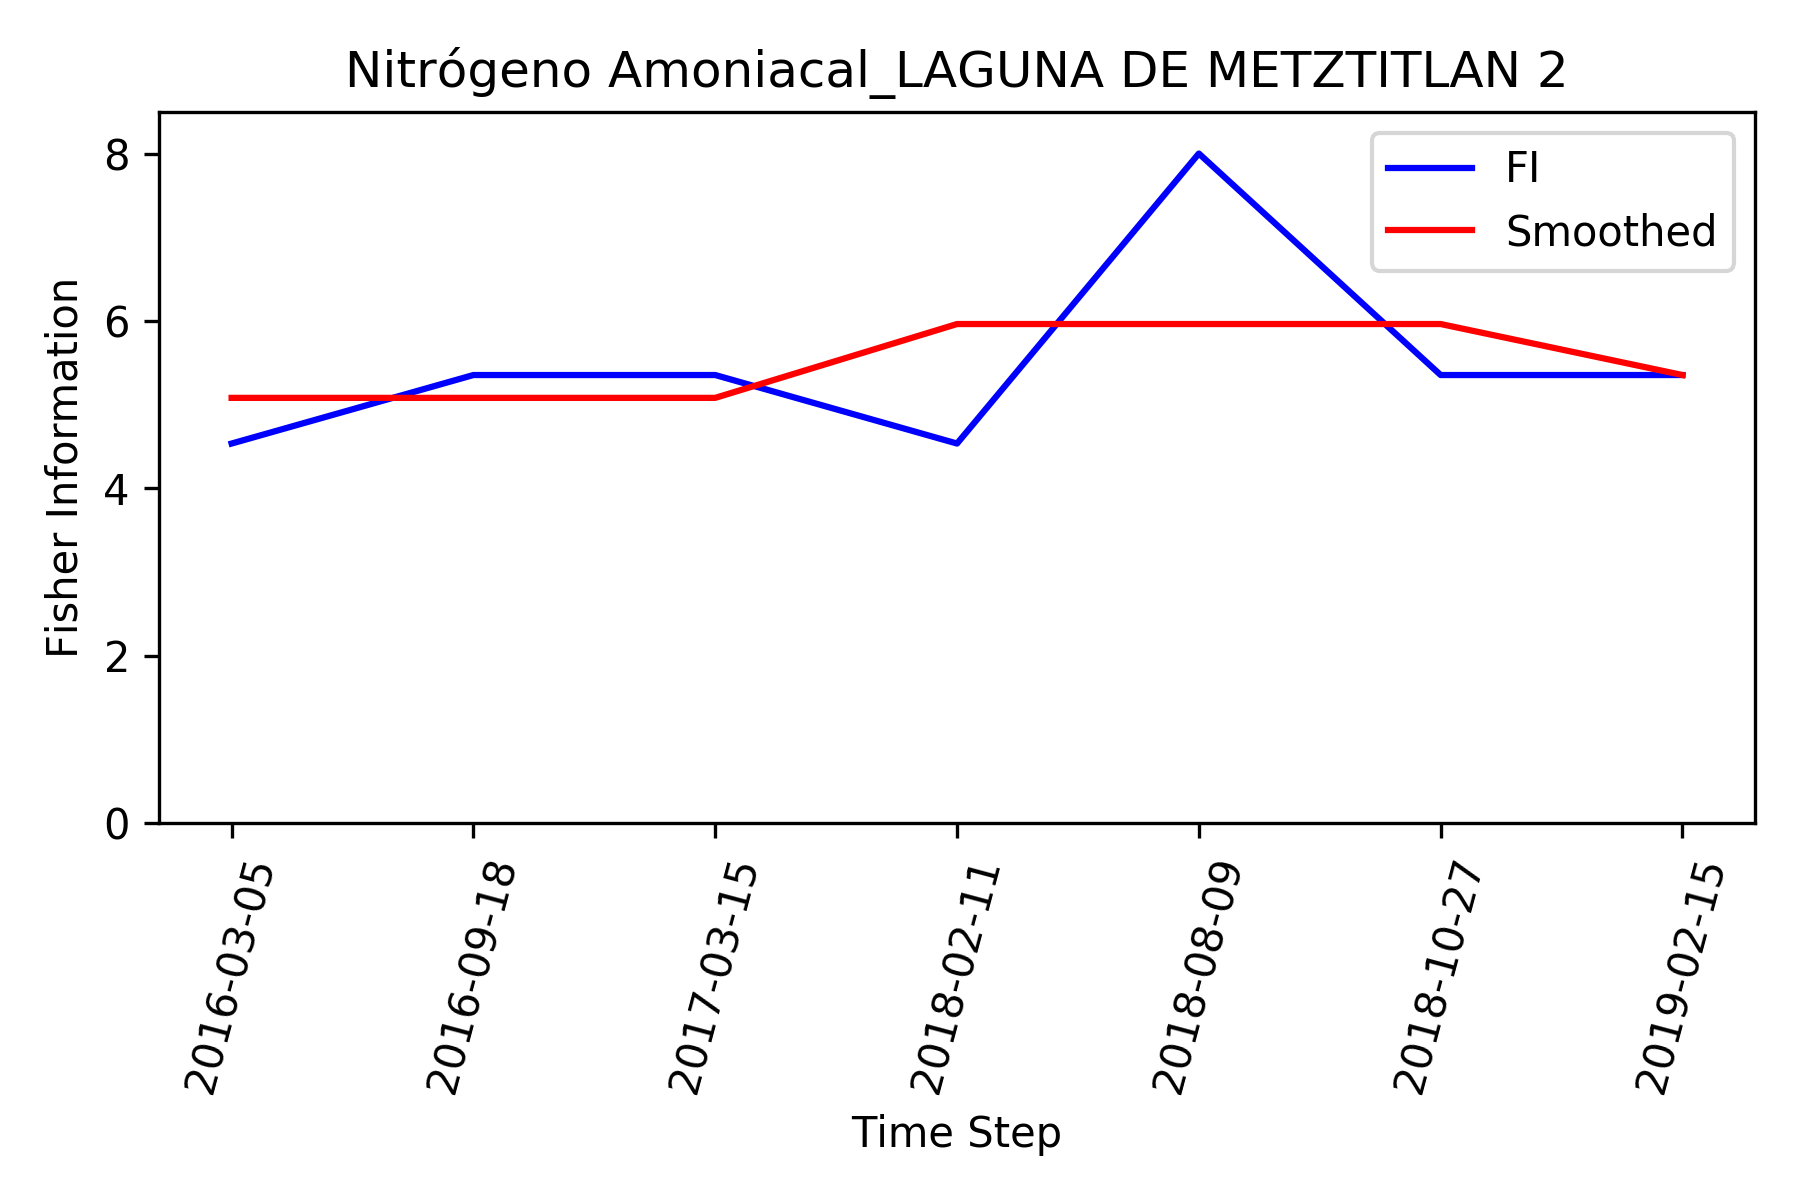 Nitrógeno Amoniacal_LAGUNA DE METZTITLAN 2
FI
Smoothed
Fisher Information
8
6
4
2
0
2016-03-05
2016-09-18
2017-03-15
2018-02-11
2018-08-09
2018-10-27
2019-02-15
Time Step